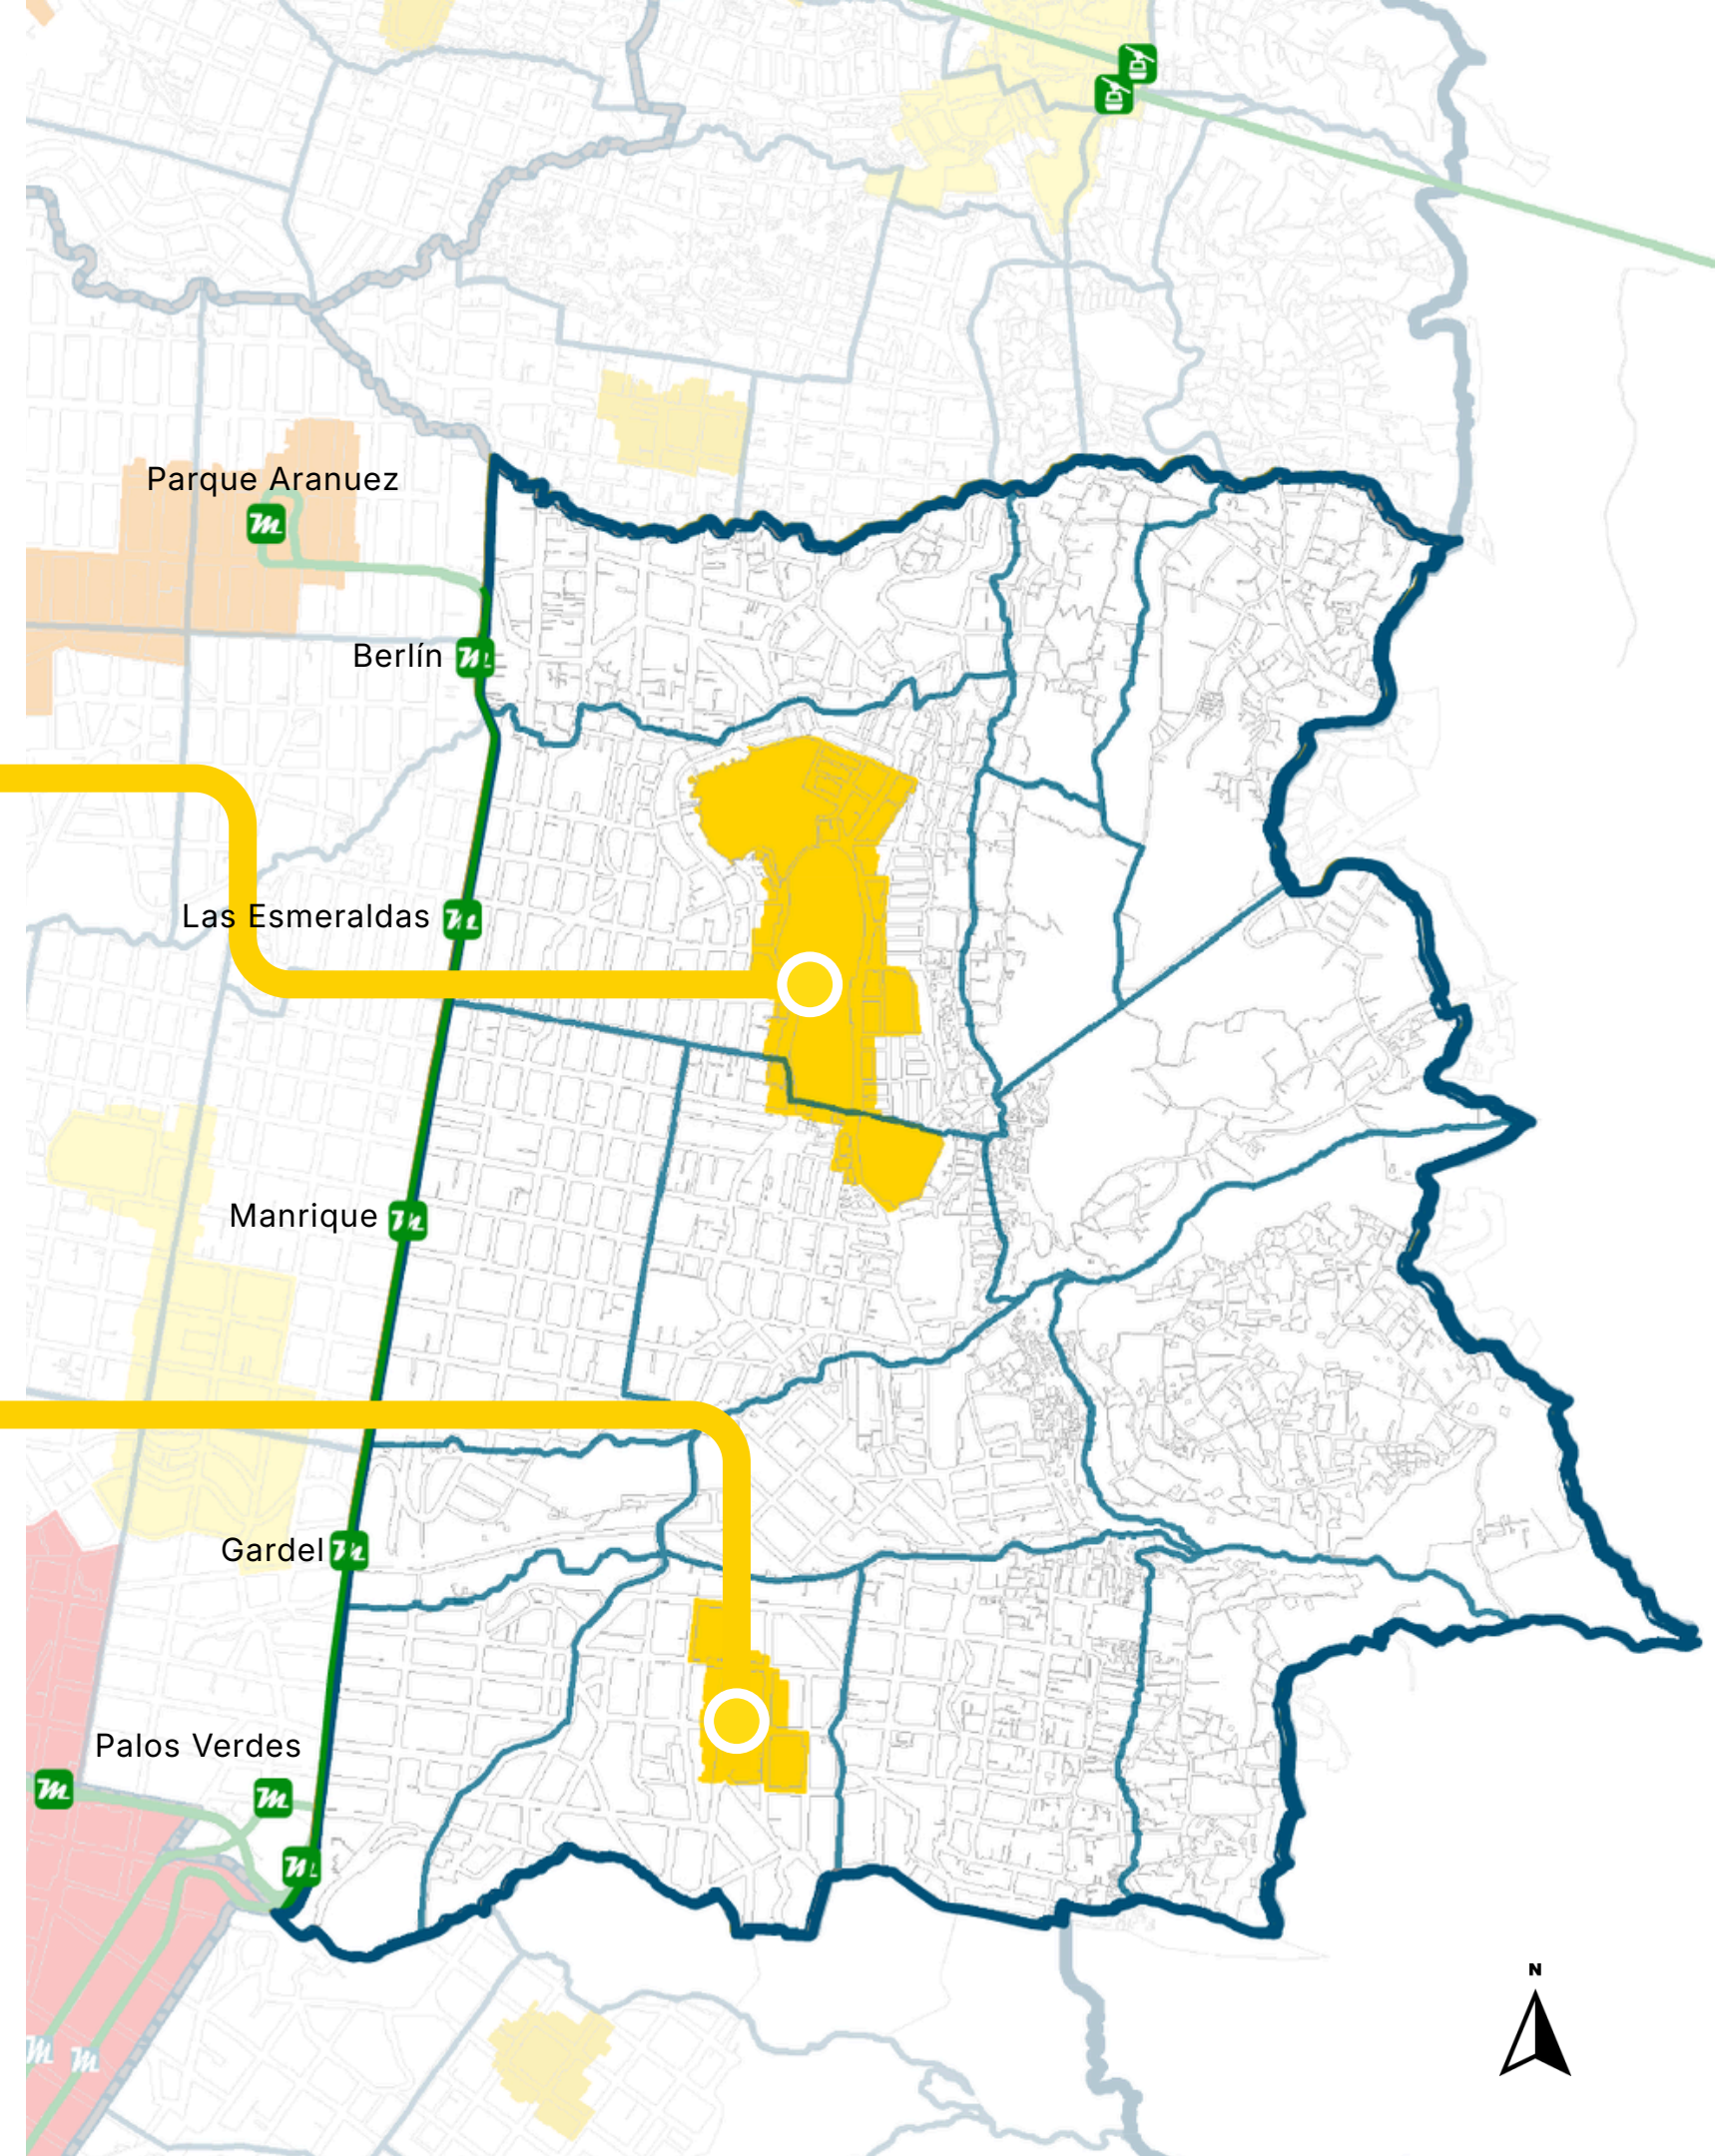 Parque Aranuez
Berlín
Las Esmeraldas
Manrique
Gardel
Palos Verdes
N